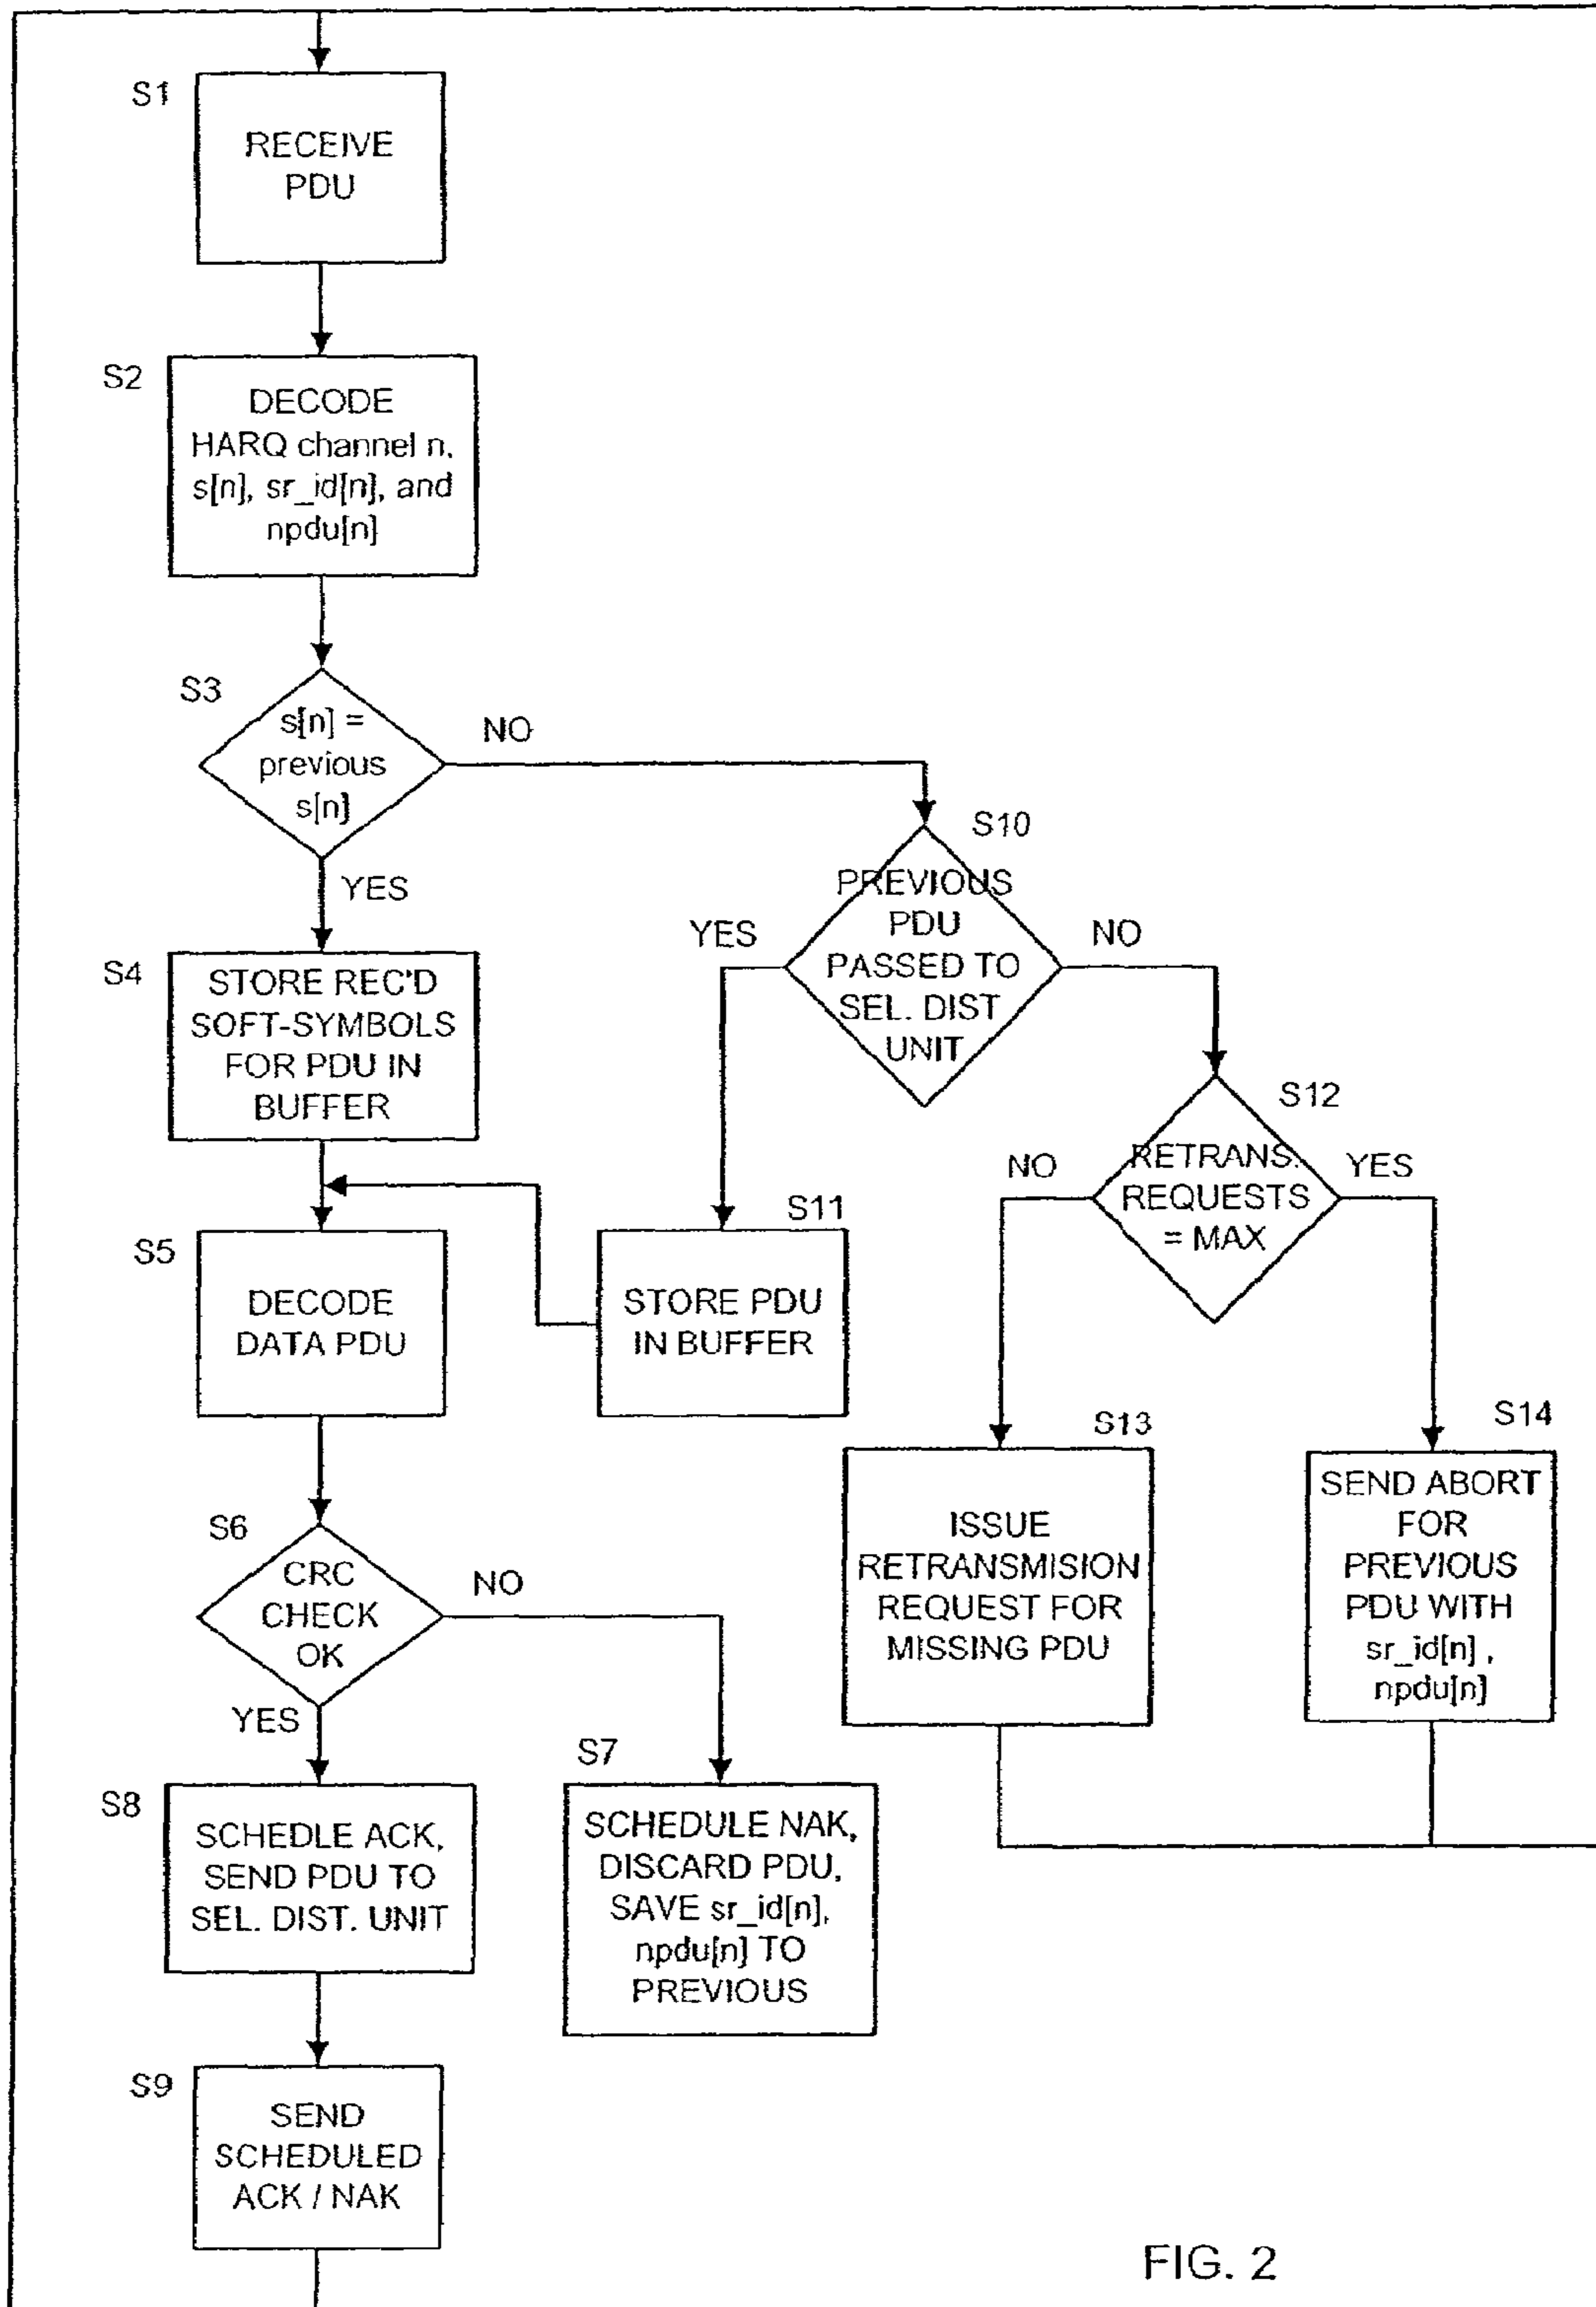 S1
RECEIVE
PDU
S2
DECODE
HARQ channel n,
s[n], sr_id[n], and
npdu[n]
S3
s[n] =
previous
s[n]
NO
YES
S10
PREVIOUS
PDU
PASSED TO
SEL. DIST
UNIT
YES
NO
S4
STORE REC'D
SOFT-SYMBOLS
FOR PDU IN
BUFFER
S12
RETRANS.
REQUESTS
= MAX
NO
YES
S11
STORE PDU
IN BUFFER
S5
DECODE
DATA PDU
S13
ISSUE
RETRANSMISION
REQUEST FOR
MISSING PDU
S14
SEND ABORT
FOR
PREVIOUS
PDU WITH
sr_id[n] ,
npdu[n]
S6
CRC
CHECK
OK
NO
YES
S7
SCHEDULE NAK,
DISCARD PDU,
SAVE sr_id[n],
npdu[n] TO
PREVIOUS
S8
SCHEDLE ACK,
SEND PDU TO
SEL. DIST. UNIT
S9
SEND
SCHEDULED
ACK / NAK
FIG. 2